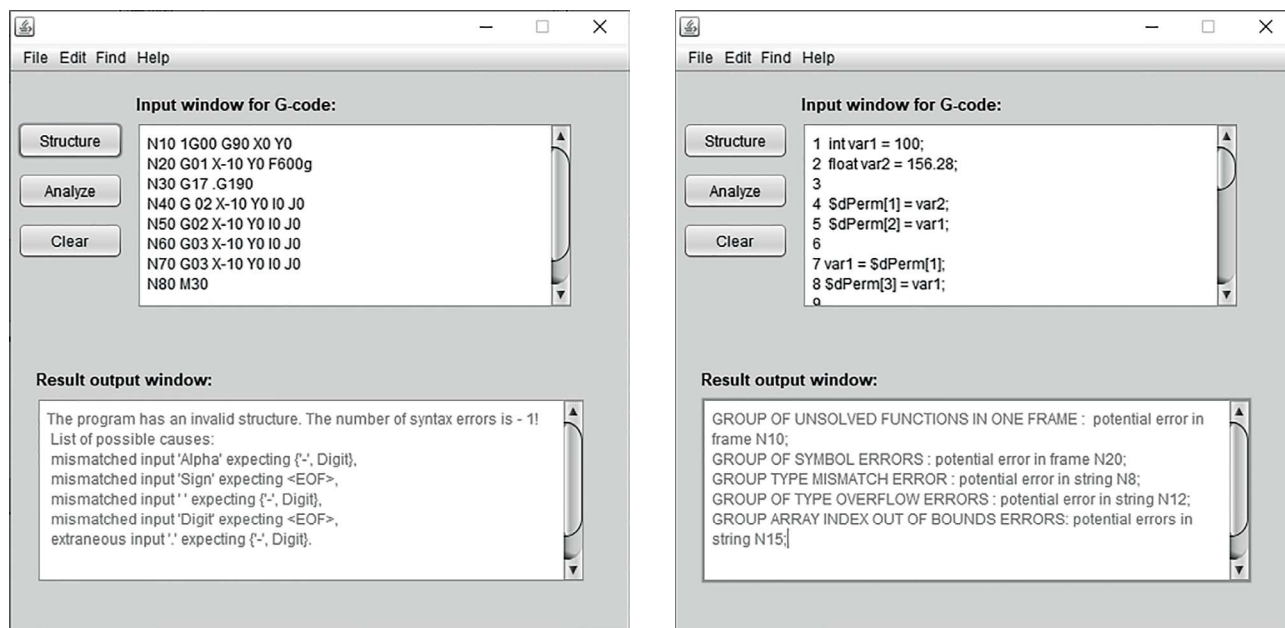 File Edit Find Help
Input window for G-code:
Structure
Analyze
Clear
N10 1G00 G90 X0 Y0
N20 G01 X-10 Y0 F600g
N30 G17 .G190
N40 G 02 X-10 Y0 I0 J0
N50 G02 X-10 Y0 I0 J0
N60 G03 X-10 Y0 I0 J0
N70 G03 X-10 Y0 I0 J0
N80 M30
Result output window:
The program has an invalid structure. The number of syntax errors is - 1!
List of possible causes:
mismatched input 'Alpha' expecting {'-', Digit},
mismatched input 'Sign' expecting <EOF>,
mismatched input ' ' expecting {'-', Digit},
mismatched input 'Digit' expecting <EOF>,
extraneous input '.' expecting {'-', Digit}.
File Edit Find Help
Input window for G-code:
Structure
Analyze
Clear
1 int var1 = 100;
2 float var2 = 156.28;
3
4 $dPerm[1] = var2;
5 $dPerm[2] = var1;
6
7 var1 = $dPerm[1];
8 $dPerm[3] = var1;
9
Result output window:
GROUP OF UNSOLVED FUNCTIONS IN ONE FRAME : potential error in
frame N10;
GROUP OF SYMBOL ERRORS : potential error in frame N20;
GROUP TYPE MISMATCH ERROR : potential error in string N8;
GROUP OF TYPE OVERFLOW ERRORS : potential error in string N12;
GROUP ARRAY INDEX OUT OF BOUNDS ERRORS: potential errors in
string N15;